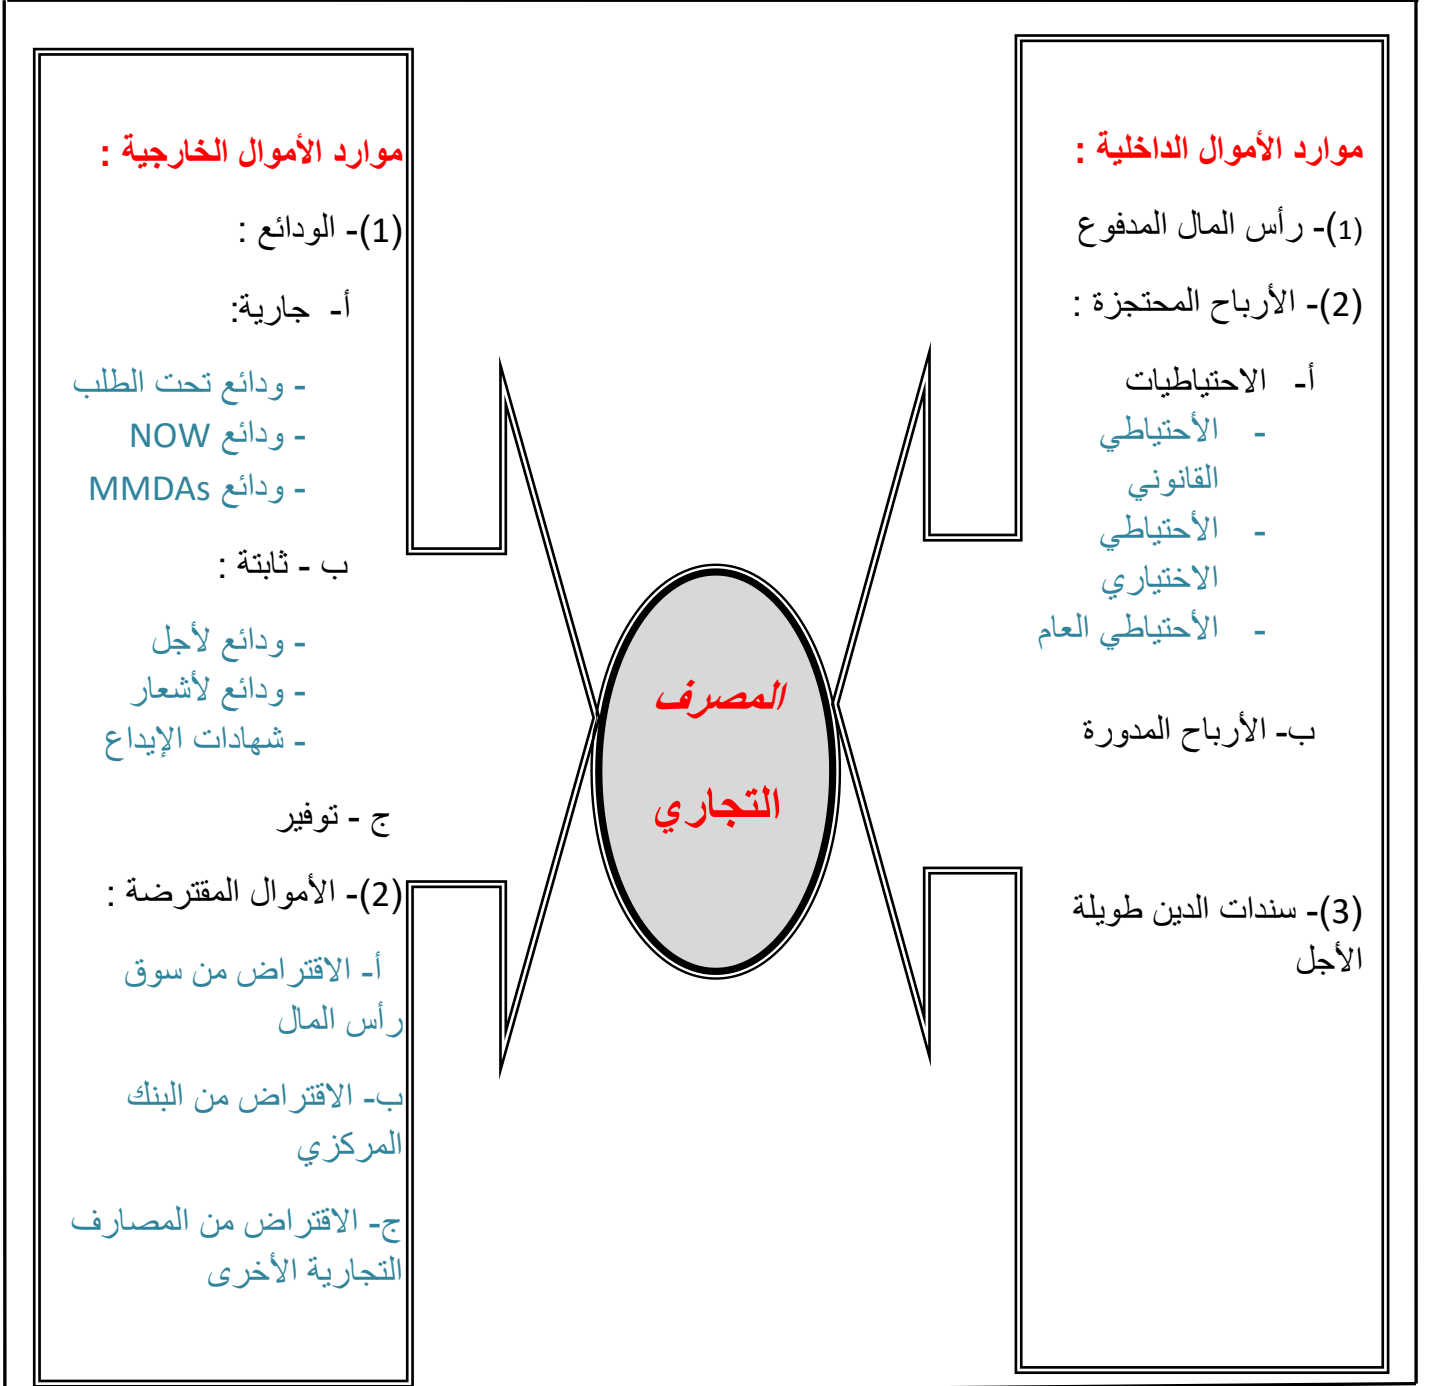 موارد الأموال الداخلية :
(1)- رأس المال المدفوع
(2)- الأرباح المحتجزة :
أ- الاحتياطيات
- الأحتياطي
القانوني
- الأحتياطي
الاختياري
- الأحتياطي العام
ب- الأرباح المدورة
(3)- سندات الدين طويلة
الأجل
المصرف
التجاري
موارد الأموال الخارجية :
(1)- الودائع :
أ- جارية:
- ودائع تحت الطلب
- ودائع NOW
- ودائع MMDAs
ب - ثابتة :
- ودائع لأجل
- ودائع لأشعار
- شهادات الإيداع
ج - توفير
(2)- الأموال المقترضة :
أ- الاقتراض من سوق
رأس المال
ب- الاقتراض من البنك
المركزي
ج- الاقتراض من المصارف
التجارية الأخرى